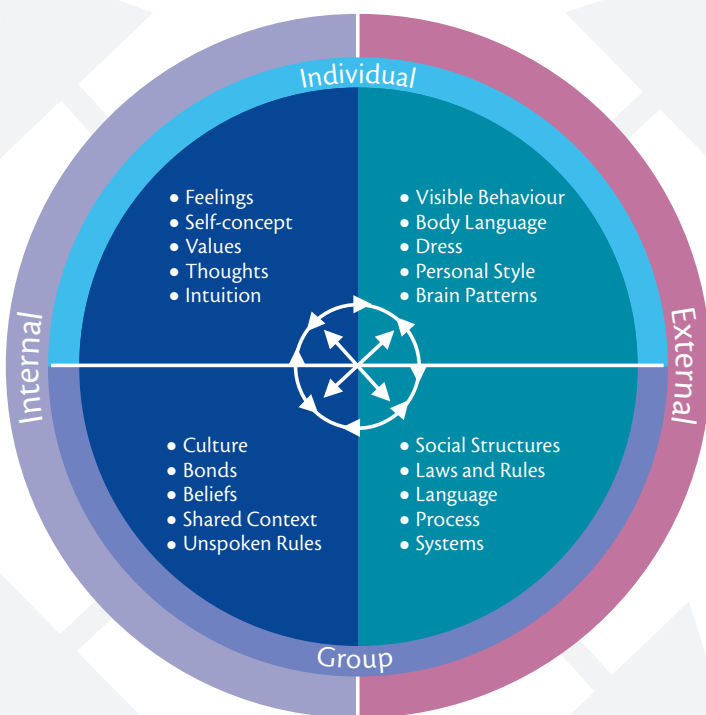 Individual
• Feelings
• Self-concept
• Values
• Thoughts
• Intuition
• Visible Behaviour
• Body Language
• Dress
• Personal Style
• Brain Patterns
Internal
External
• Culture
• Bonds
• Beliefs
• Shared Context
• Unspoken Rules
• Social Structures
• Laws and Rules
• Language
• Process
• Systems
Group